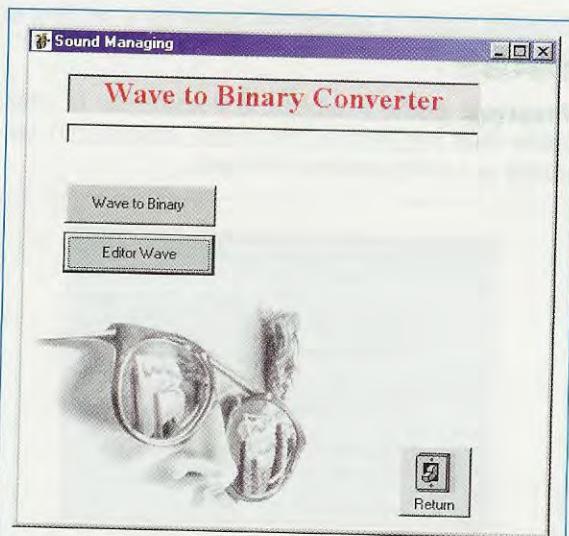 Sound Managing
Wave to Binary Converter
Wave to Binary
Editor Wave
Return